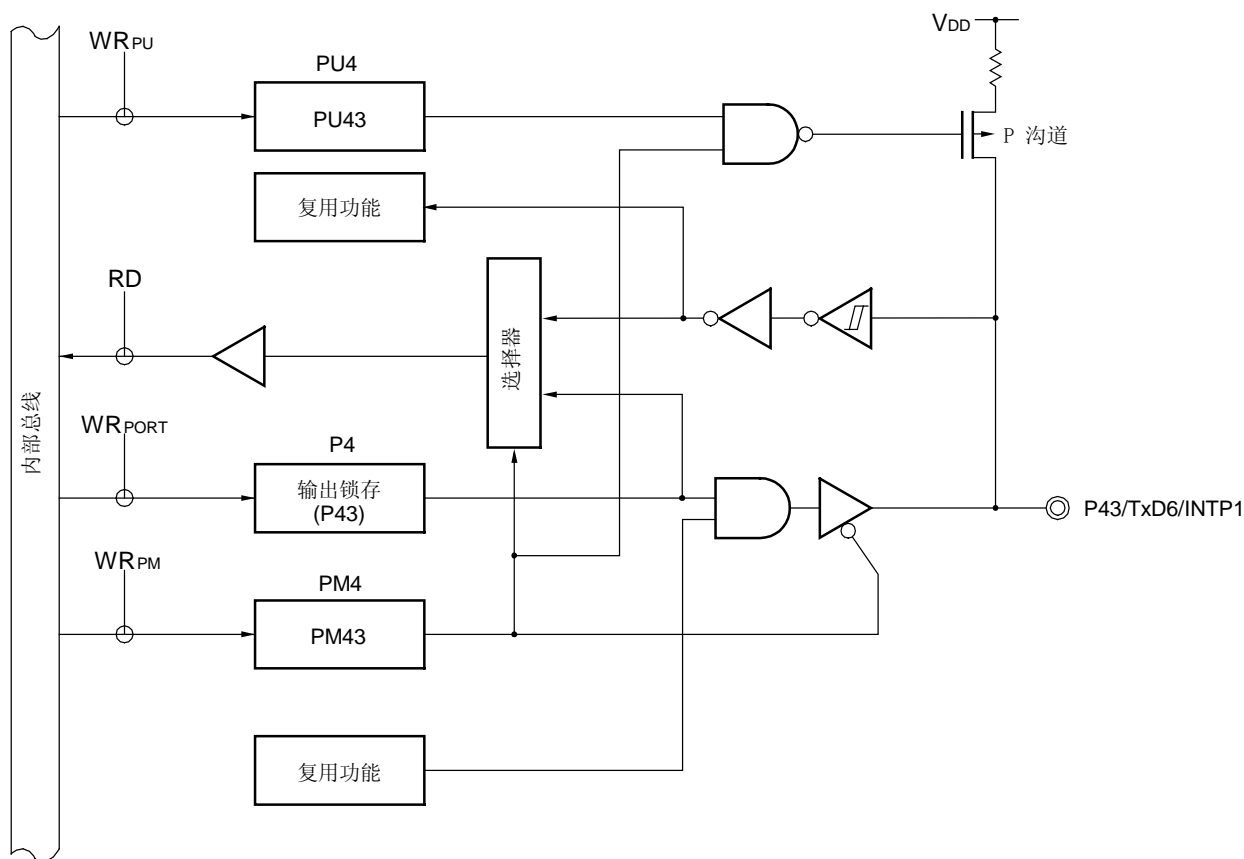 VDD
WRPU
PU4
PU43
P 沟道
复用功能
RD
选择器
内部总线
WRPORT
P4
输出锁存
(P43)
P43/TxD6/INTP1
WRPM
PM4
PM43
复用功能